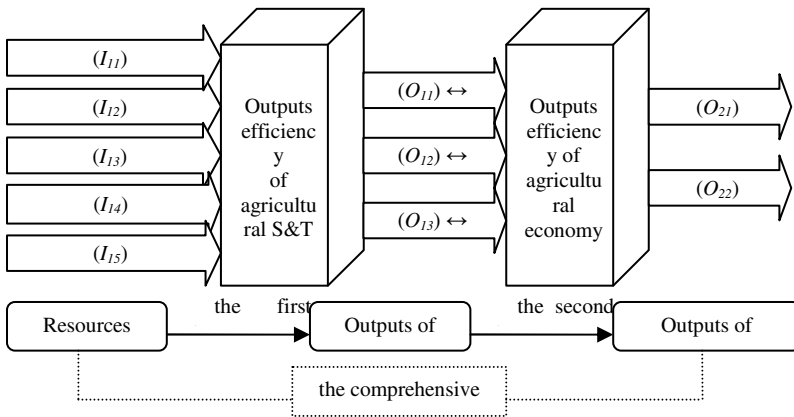 (I11)
(I12)
(I13)
(I14)
(I15)
Outputs
efficienc
y
of
agricultu
ral S&T
(O11) ↔
(O12) ↔
(O13) ↔
Outputs
efficienc
y of
agricultu
ral
economy
(O21)
(O22)
the first
the second
Resources
Outputs of
Outputs of
the comprehensive